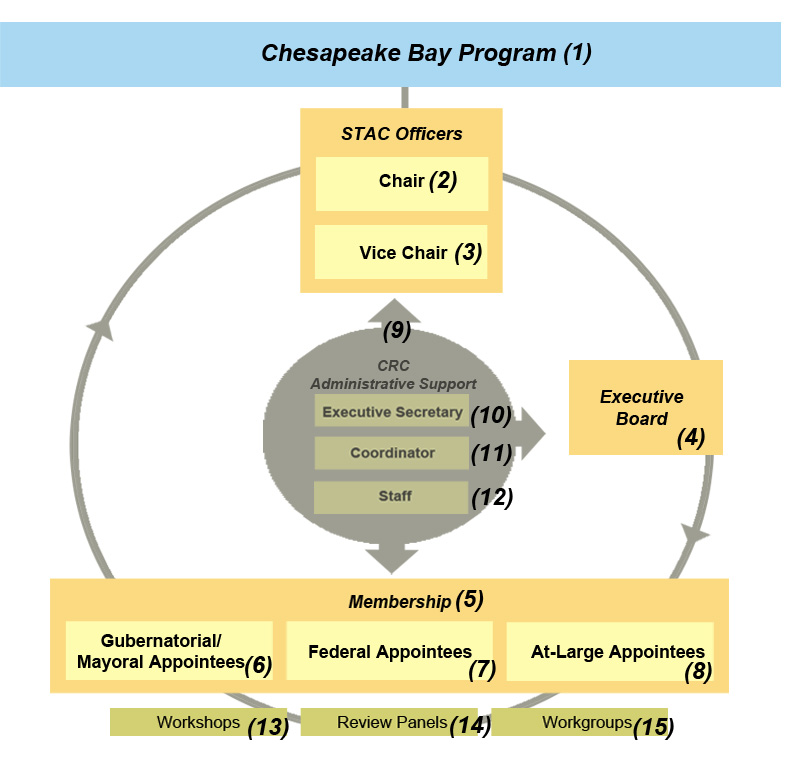 Chesapeake Bay Program (1)
STAC Officers
Chair (2)
Vice Chair (3)
(9)
CRC
Administrative Support
Executive Secretary (10)
Coordinator (11)
Staff (12)
Executive
Board (4)
Membership (5)
Gubernatorial/
Mayoral Appointees (6)
Federal Appointees (7)
At-Large Appointees (8)
Workshops (13)
Review Panels (14)
Workgroups (15)